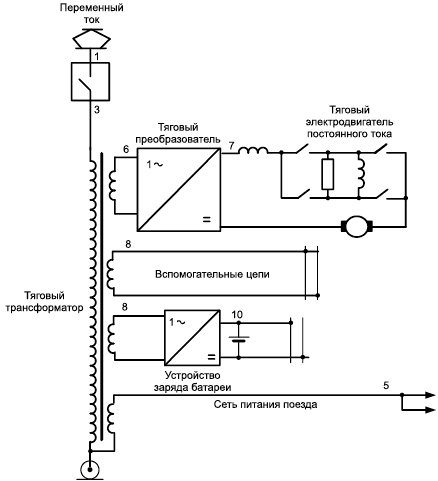 Переменный
ток
1
3
Тяговый
преобразователь
6
1~
=
7
Тяговый
электродвигатель
постоянного тока
8
Вспомогательные цепи
Тяговый
трансформатор
8
1~
=
10
Устройство
заряда батареи
5
Сеть питания поезда